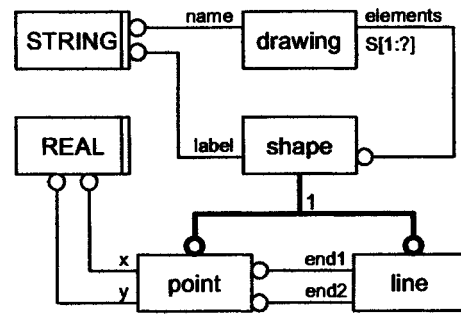 name
elements
STRING
drawing
S[1:?]
REAL
label
shape
1
x
point
end1
line
y
end2